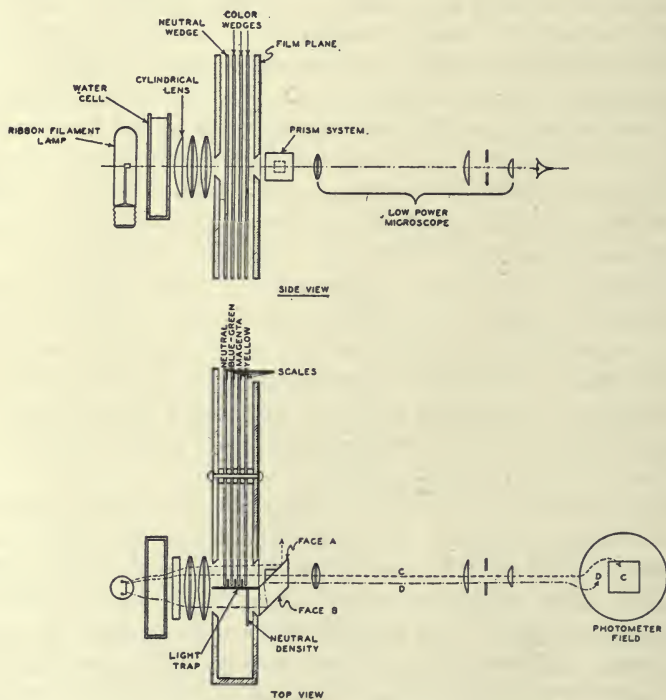 NEUTRAL
WEDGE
COLOR
WEDGES
FILM PLANE
CYLINDRICAL
LENS
WATER
CELL
RIBBON FILAMENT
LAMP
PRISM SYSTEM.
LOW POWER
MICROSCOPE
SIDE VIEW
NEUTRAL
BLUE-GREEN
MAGENTA
YELLOW
SCALES
A
FACE A
C
D
FACE B
D
C
PHOTOMETER
FIELD
LIGHT
TRAP
NEUTRAL
DENSITY
TOP VIEW